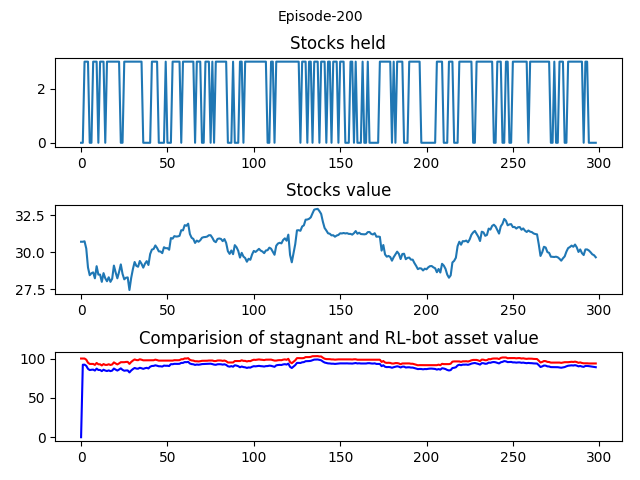 Episode-200
Stocks held
2
0
0 50 100 150 200 250 300
Stocks value
32.5
30.0
27.5
0 50 100 150 200 250 300
Comparision of stagnant and RL-bot asset value
100
50
0
0 50 100 150 200 250 300